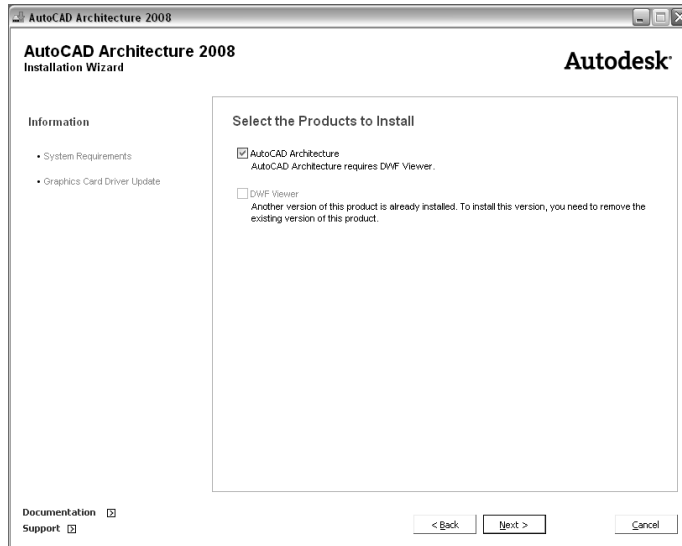 AutoCAD Architecture 2008
AutoCAD Architecture 2008
Installation Wizard
Autodesk
Information
• System Requirements
• Graphics Card Driver Update
Select the Products to Install
AutoCAD Architecture
AutoCAD Architecture requires DWF Viewer.
DWF Viewer
Another version of this product is already installed. To install this version, you need to remove the
existing version of this product.
Documentation
Support
< Back
Next >
Cancel